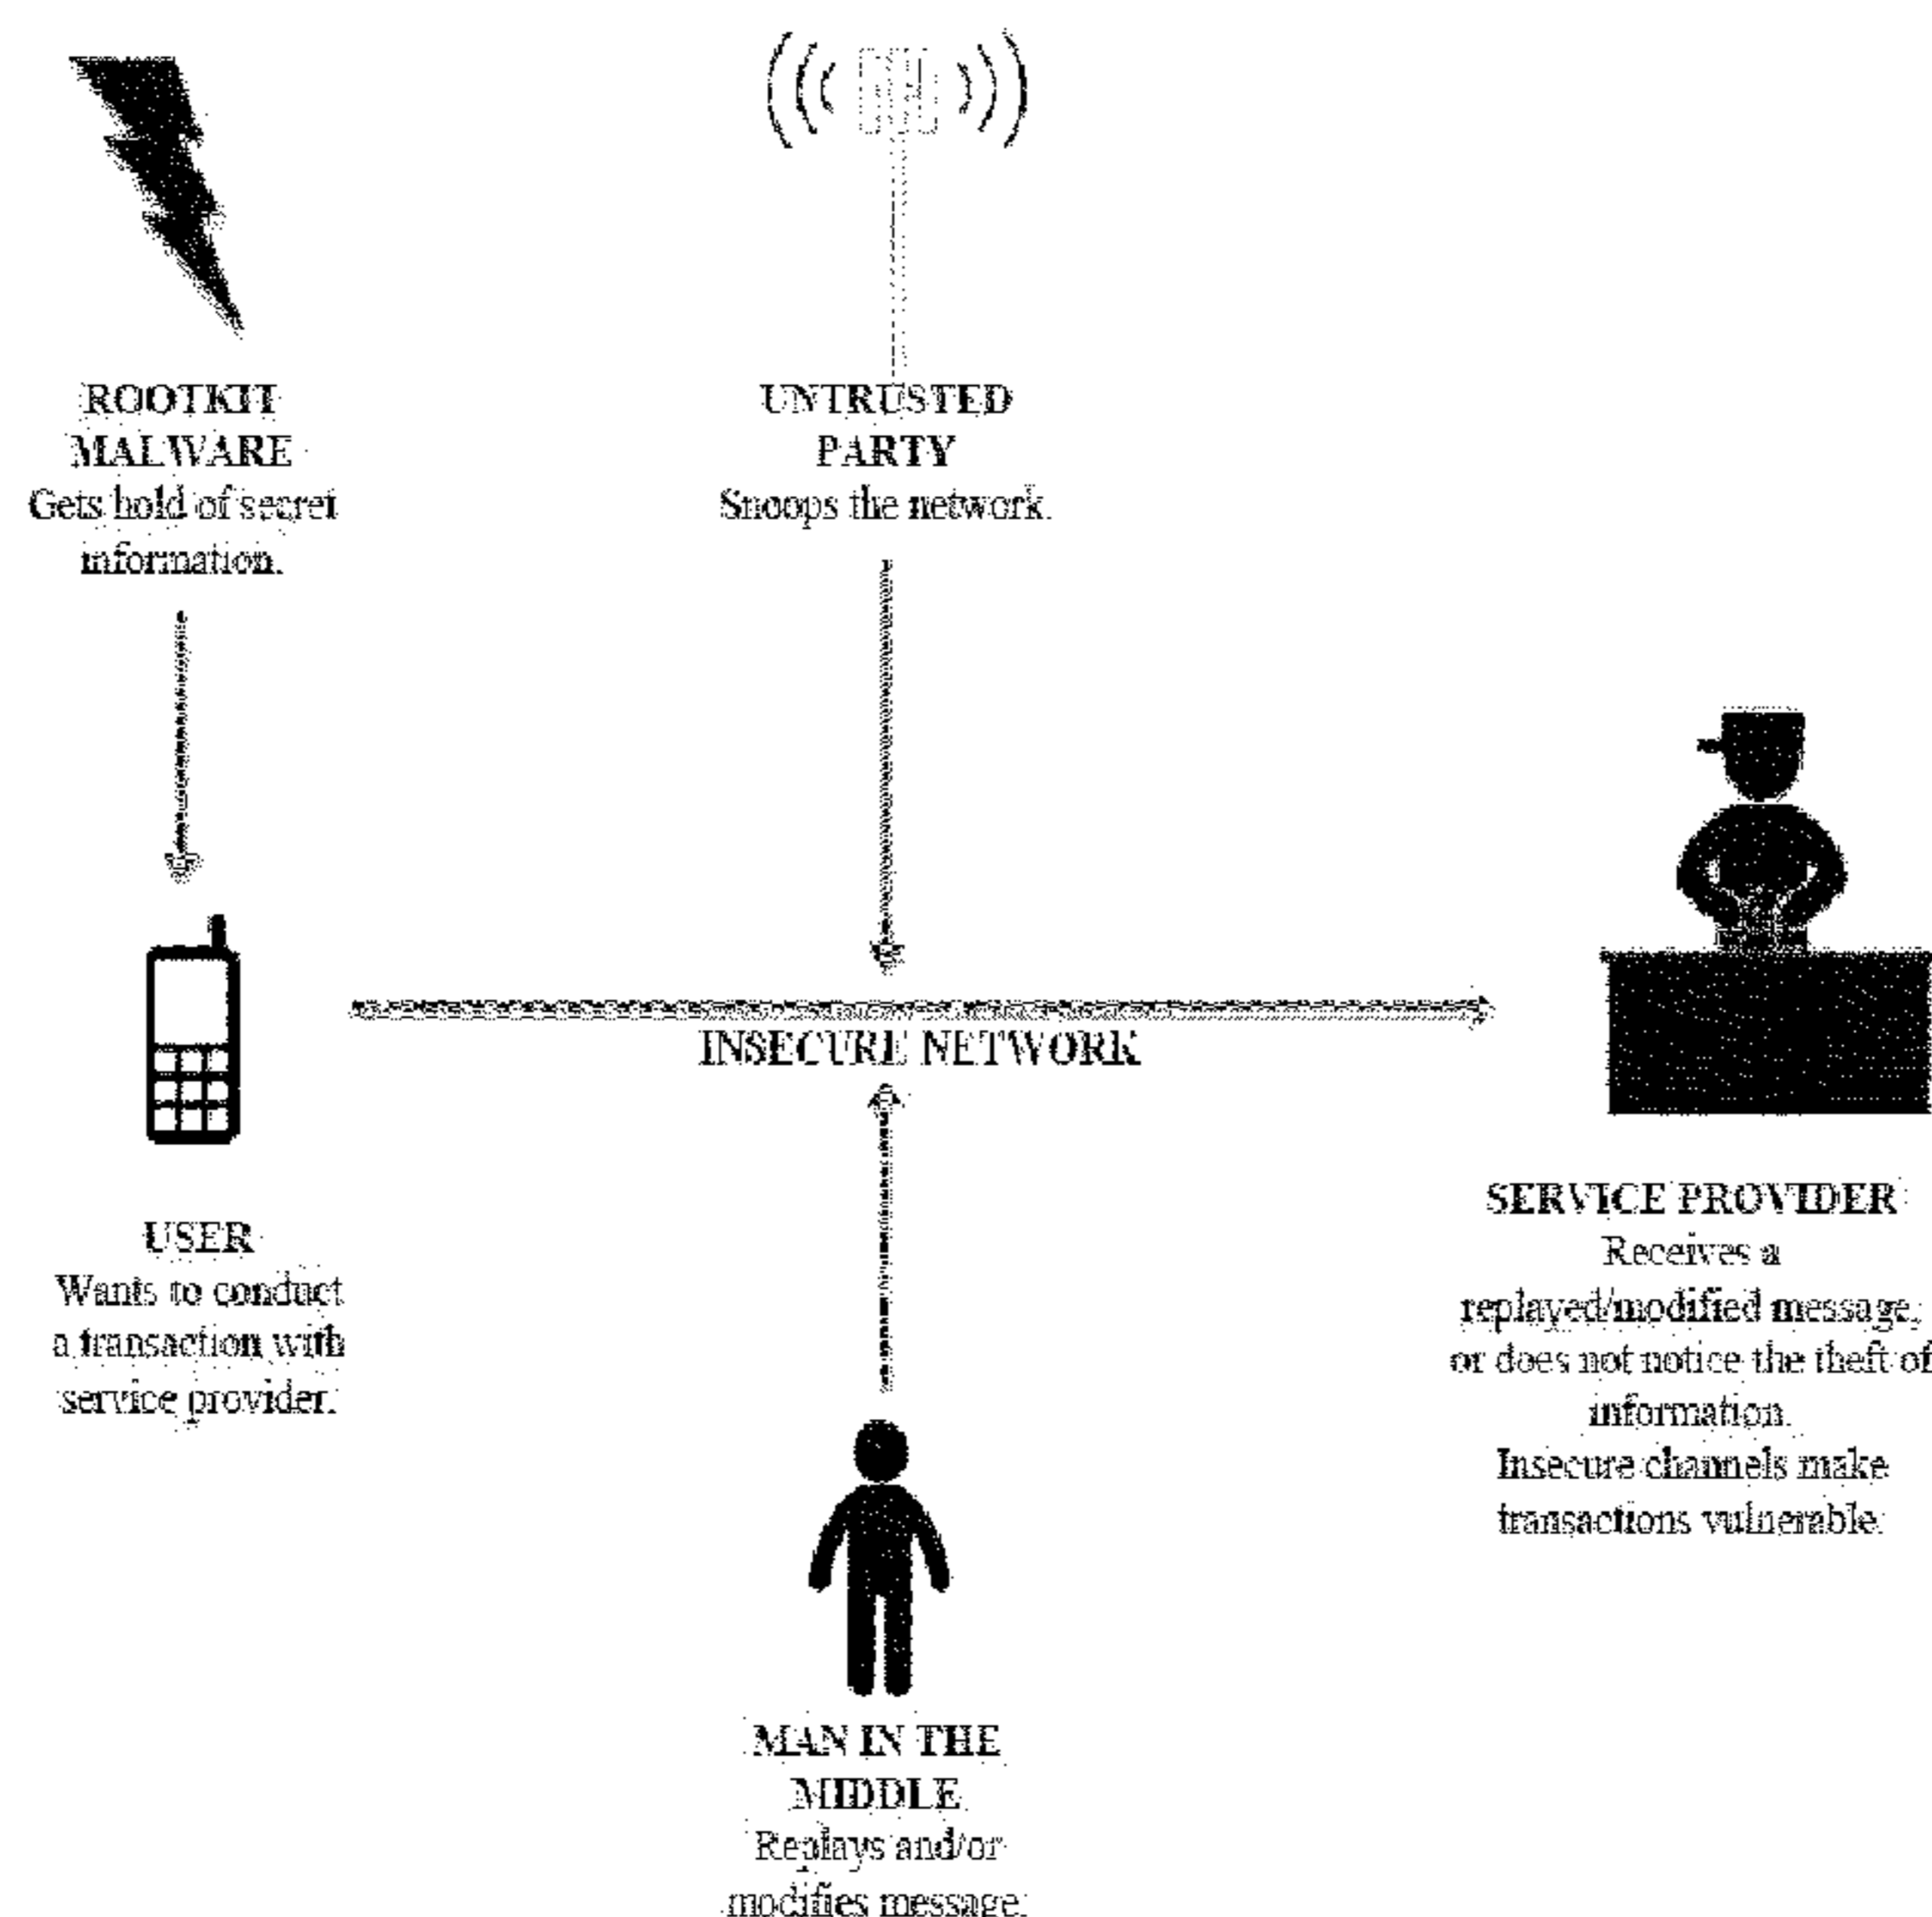 ROOTKIT
MALWARE
Gets hold of secret
information.
UNTRUSTED
PARTY
Snoops the network.
INSECURE NETWORK
USER
Wants to conduct
a transaction with
service provider.
SERVICE PROVIDER
Receives a
replayed/modified message,
or does not notice the theft of
information.
Insecure channels make
transactions vulnerable.
MAN IN THE
MIDDLE
Replays and/or
modifies message.